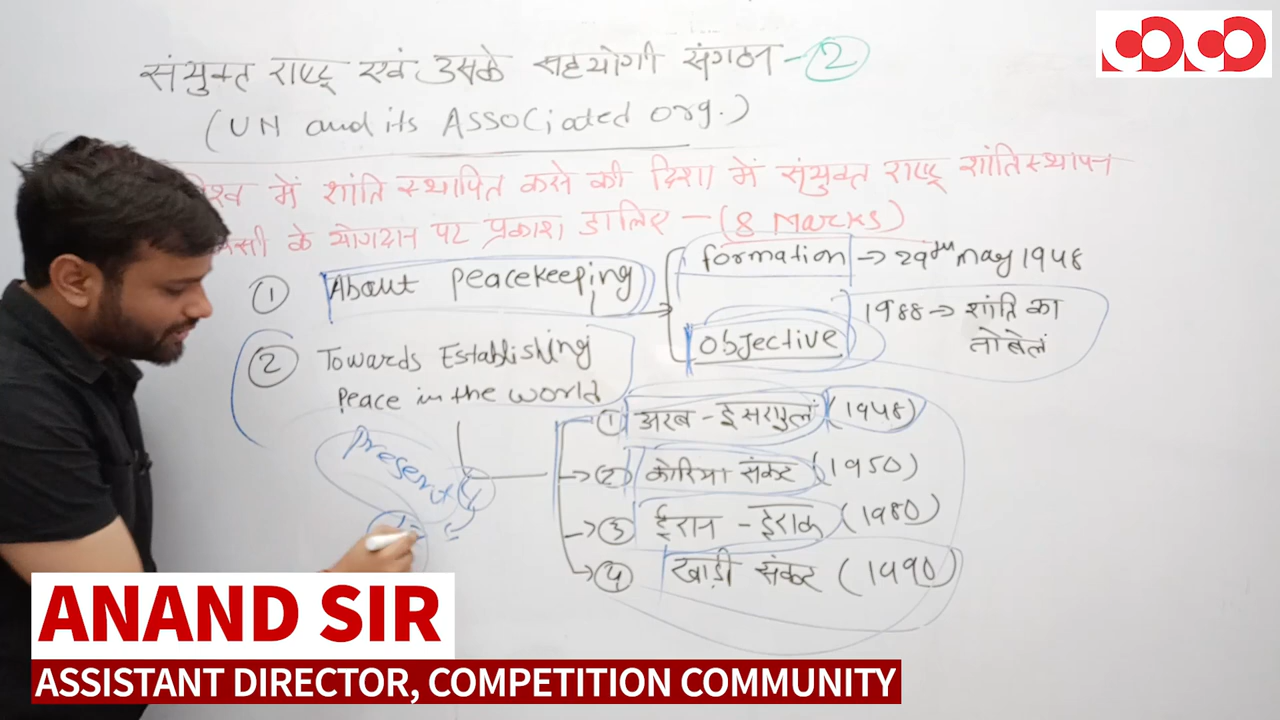 संयुक्त राष्ट्र एवं उसके सहयोगी संगठन - 2
(UN and its Associated org.)
विश्व में शांति स्थापित करने की दिशा में संयुक्त राष्ट्र शांतिस्थापन
के योगदान पर प्रकाश डालिए - (8 Marks)
① About Peacekeeping
formation → 29th May 1948
objective
1988 → शांति का
नोबेल
② Towards Establishing
Peace in the world
① अरब - इसरायल (1948)
② कोरिया संकट (1950)
③ ईरान - इराक (1980)
④ खाड़ी संकट (1990)
Present
ANAND SIR
ASSISTANT DIRECTOR, COMPETITION COMMUNITY